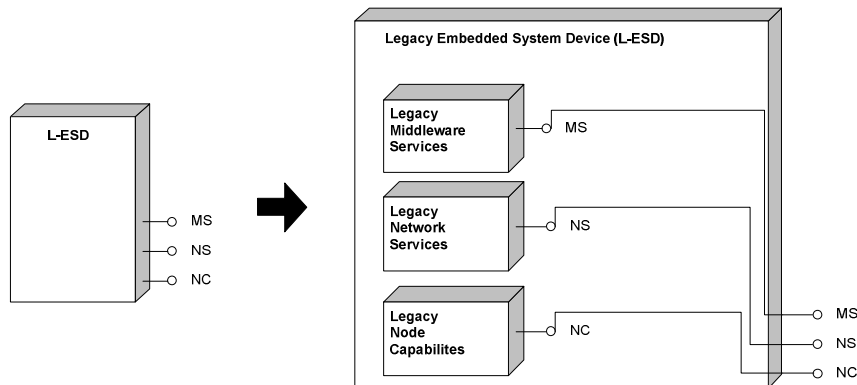 L-ESD
MS
NS
NC
Legacy Embedded System Device (L-ESD)
Legacy
Middleware
Services
MS
Legacy
Network
Services
NS
Legacy
Node
Capabilites
NC
MS
NS
NC